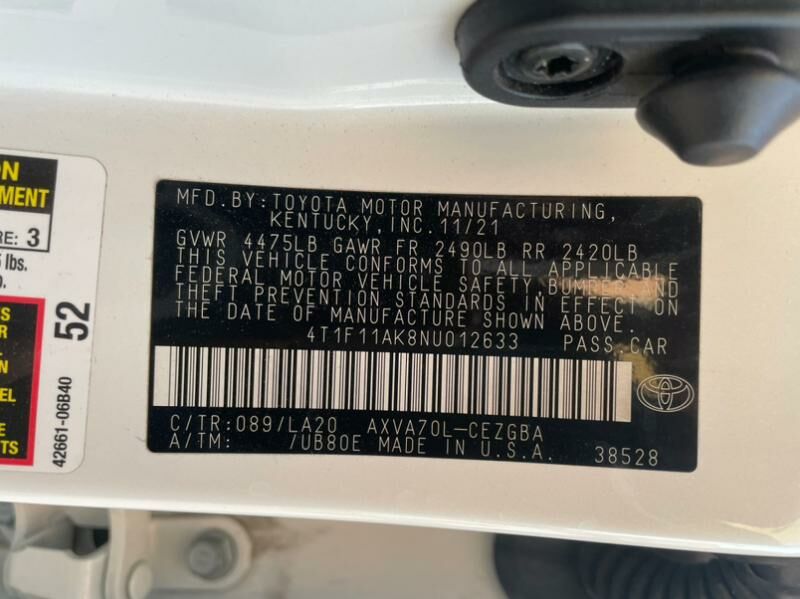 MFD.BY:TOYOTA MOTOR MANUFACTURING,
KENTUCKY, INC.11/21
GVWR 4475LB GAWR FR 2490LB RR 2420LB
THIS VEHICLE CONFORMS TO ALL APPLICABLE
FEDERAL MOTOR VEHICLE SAFETY, BUMPER AND
THEFT PREVENTION STANDARDS IN EFFECT ON
THE DATE OF MANUFACTURE SHOWN ABOVE.
4T1F11AK8NU012633 PASS.CAR
C/TR:089/LA20 AXVA70L-CEZGBA
A/TM: /UB80E MADE IN U.S.A. 38528
ON
EMENT
RE: 3
lbs.
52
42661-06B40
S
R
EL
E
TS